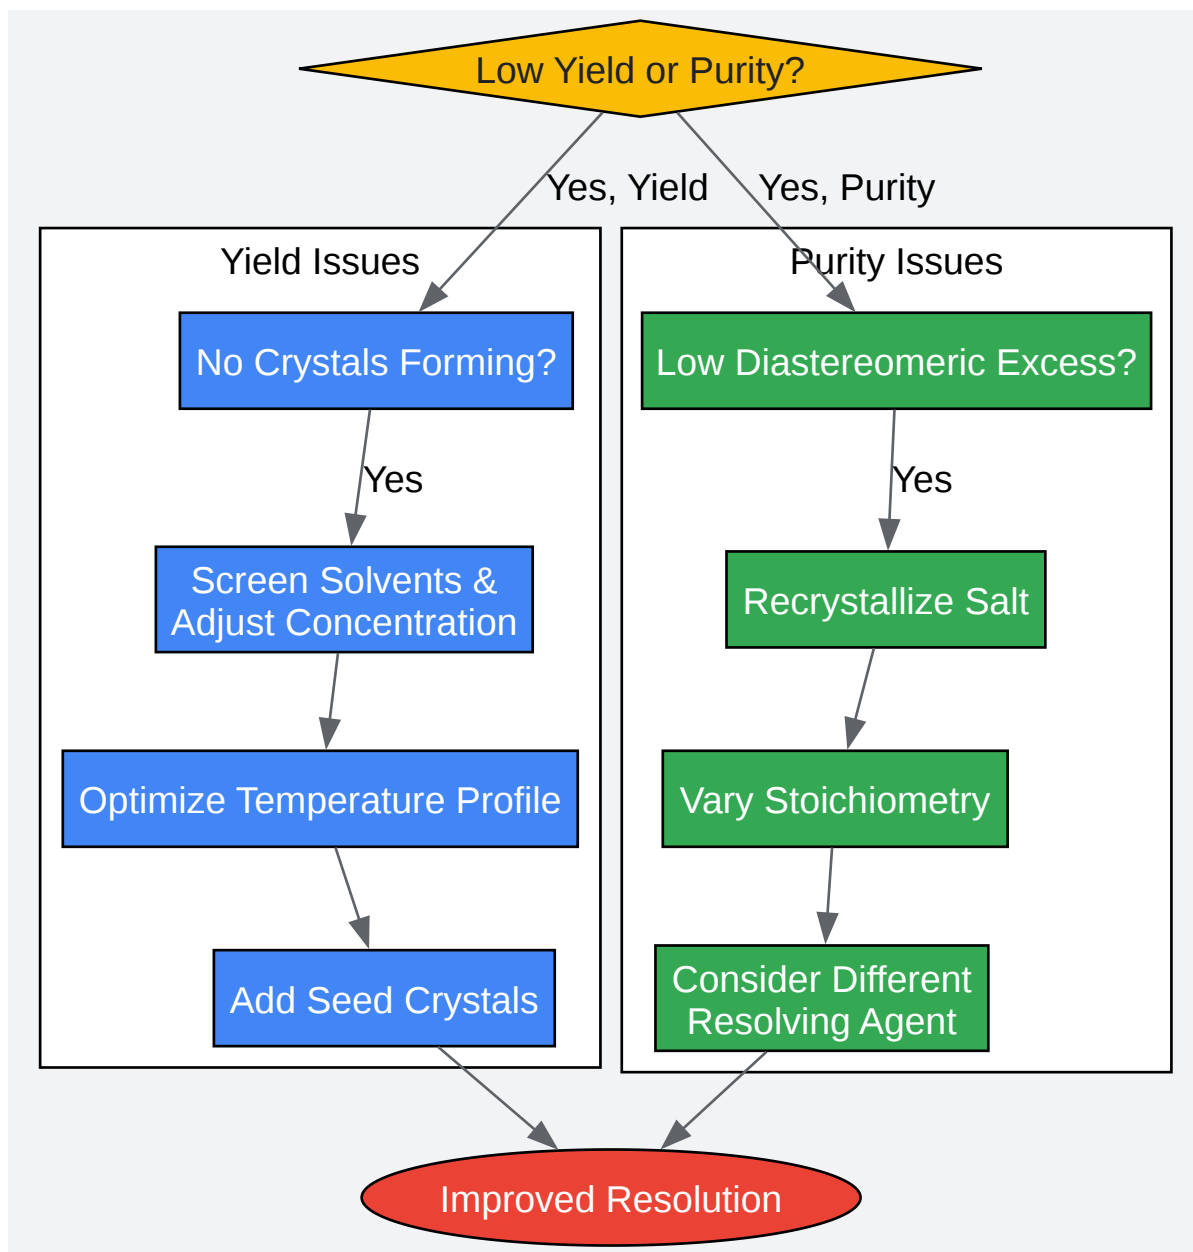 Low Yield or Purity?
Yes, Yield
Yes, Purity
Yield Issues
No Crystals Forming?
Yes
Screen Solvents &
Adjust Concentration
Optimize Temperature Profile
Add Seed Crystals
Purity Issues
Low Diastereomeric Excess?
Yes
Recrystallize Salt
Vary Stoichiometry
Consider Different
Resolving Agent
Improved Resolution